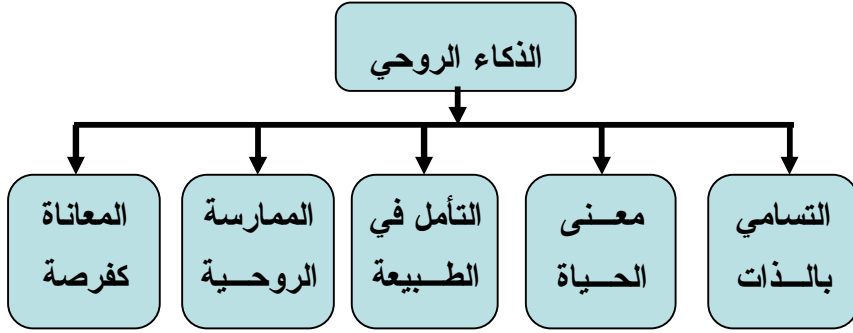 الذكاء الروحي
التسامي
بالــذات
معــنى
الحــياة
التأمل في
الطــبيعة
الممارسة
الروحــية
المعاناة
كفرصة